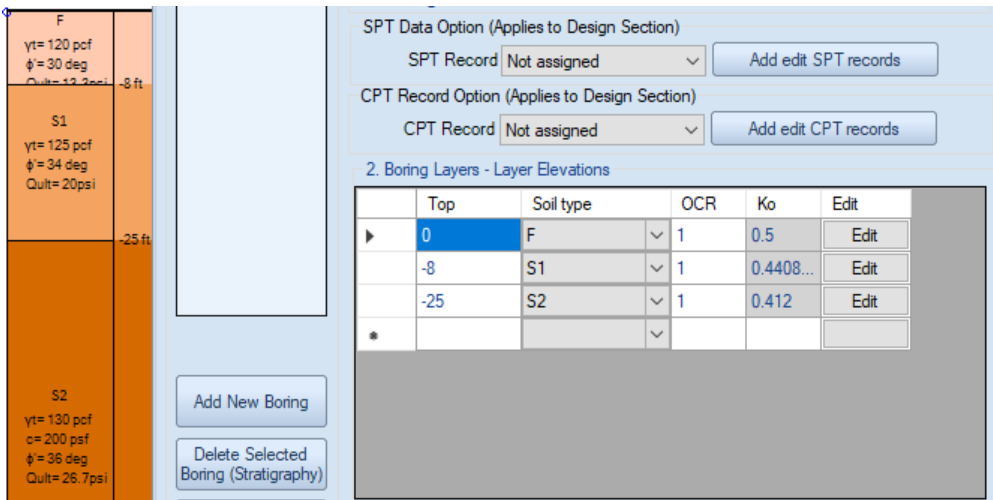 F
γt= 120 pcf
ϕ'= 30 deg
Qult= 13.3psi
-8 ft
S1
γt= 125 pcf
ϕ'= 34 deg
Qult= 20psi
-25 ft
S2
γt= 130 pcf
c= 200 psf
ϕ'= 36 deg
Qult= 26.7psi
Add New Boring
Delete Selected
Boring (Stratigraphy)
SPT Data Option (Applies to Design Section)
SPT Record Not assigned Add edit SPT records
CPT Record Option (Applies to Design Section)
CPT Record Not assigned Add edit CPT records
2. Boring Layers - Layer Elevations
Top Soil type OCR Ko Edit
0 F 1 0.5 Edit
-8 S1 1 0.4408... Edit
-25 S2 1 0.412 Edit